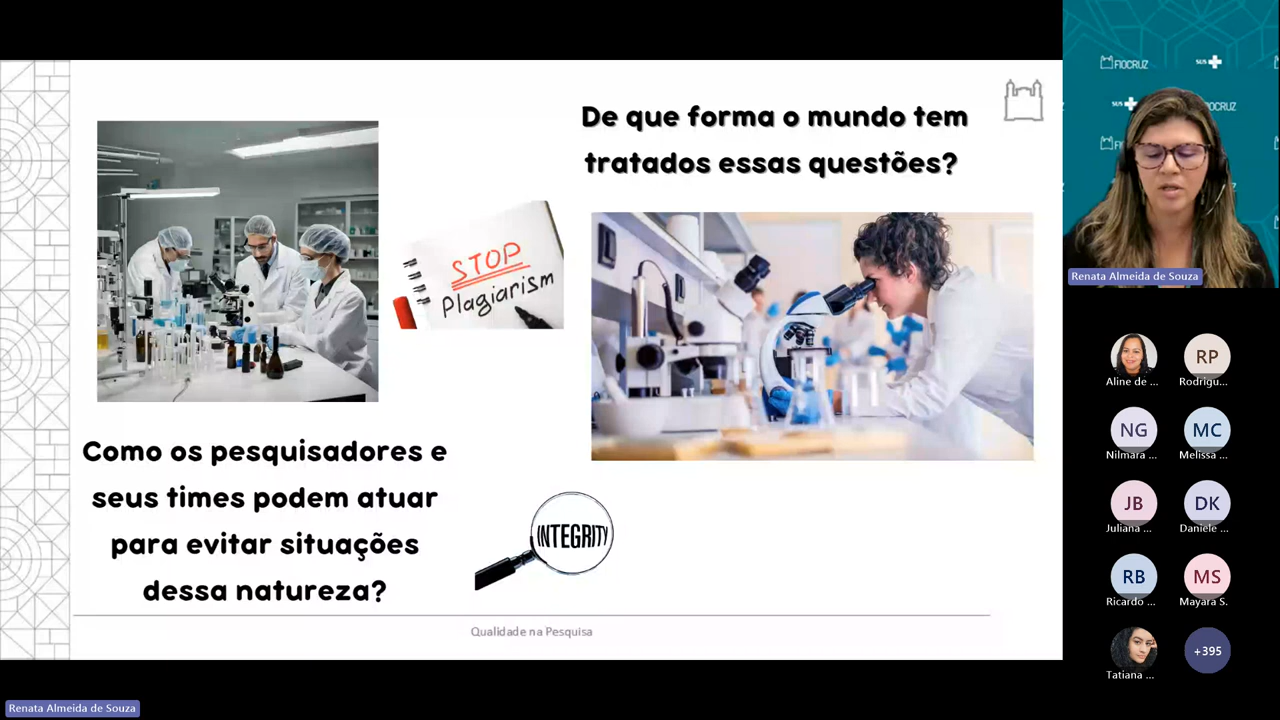 De que forma o mundo tem
tratados essas questões?
STOP
Plagiarism
Como os pesquisadores e
seus times podem atuar
para evitar situações
dessa natureza?
INTEGRITY
Qualidade na Pesquisa
FIOCRUZ
SUS
SUS
OCRUZ
Renata Almeida de Souza
Aline de ...
RP
Rodrigu...
NG
Nilmara ...
MC
Melissa ...
JB
Juliana ...
DK
Daniele ...
RB
Ricardo ...
MS
Mayara S.
Tatiana ...
+395
Renata Almeida de Souza